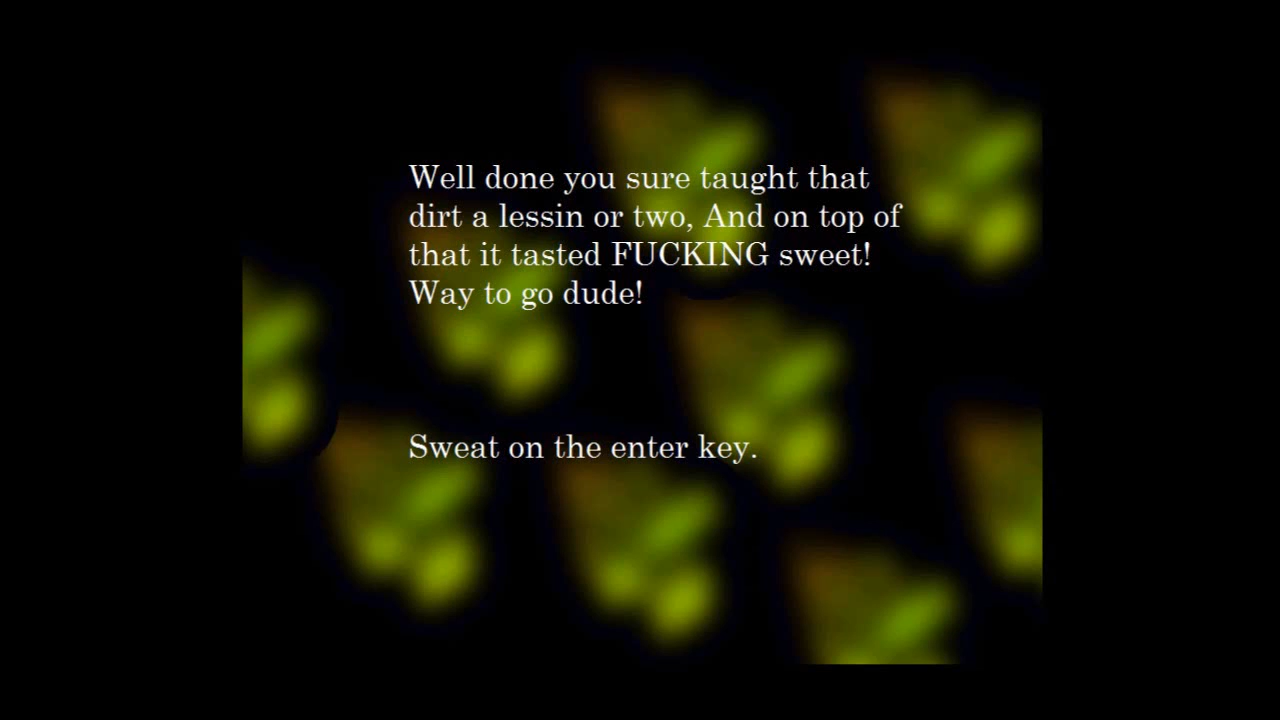 Well done you sure taught that
dirt a lessin or two, And on top of
that it tasted FUCKING sweet!
Way to go dude!
Sweat on the enter key.